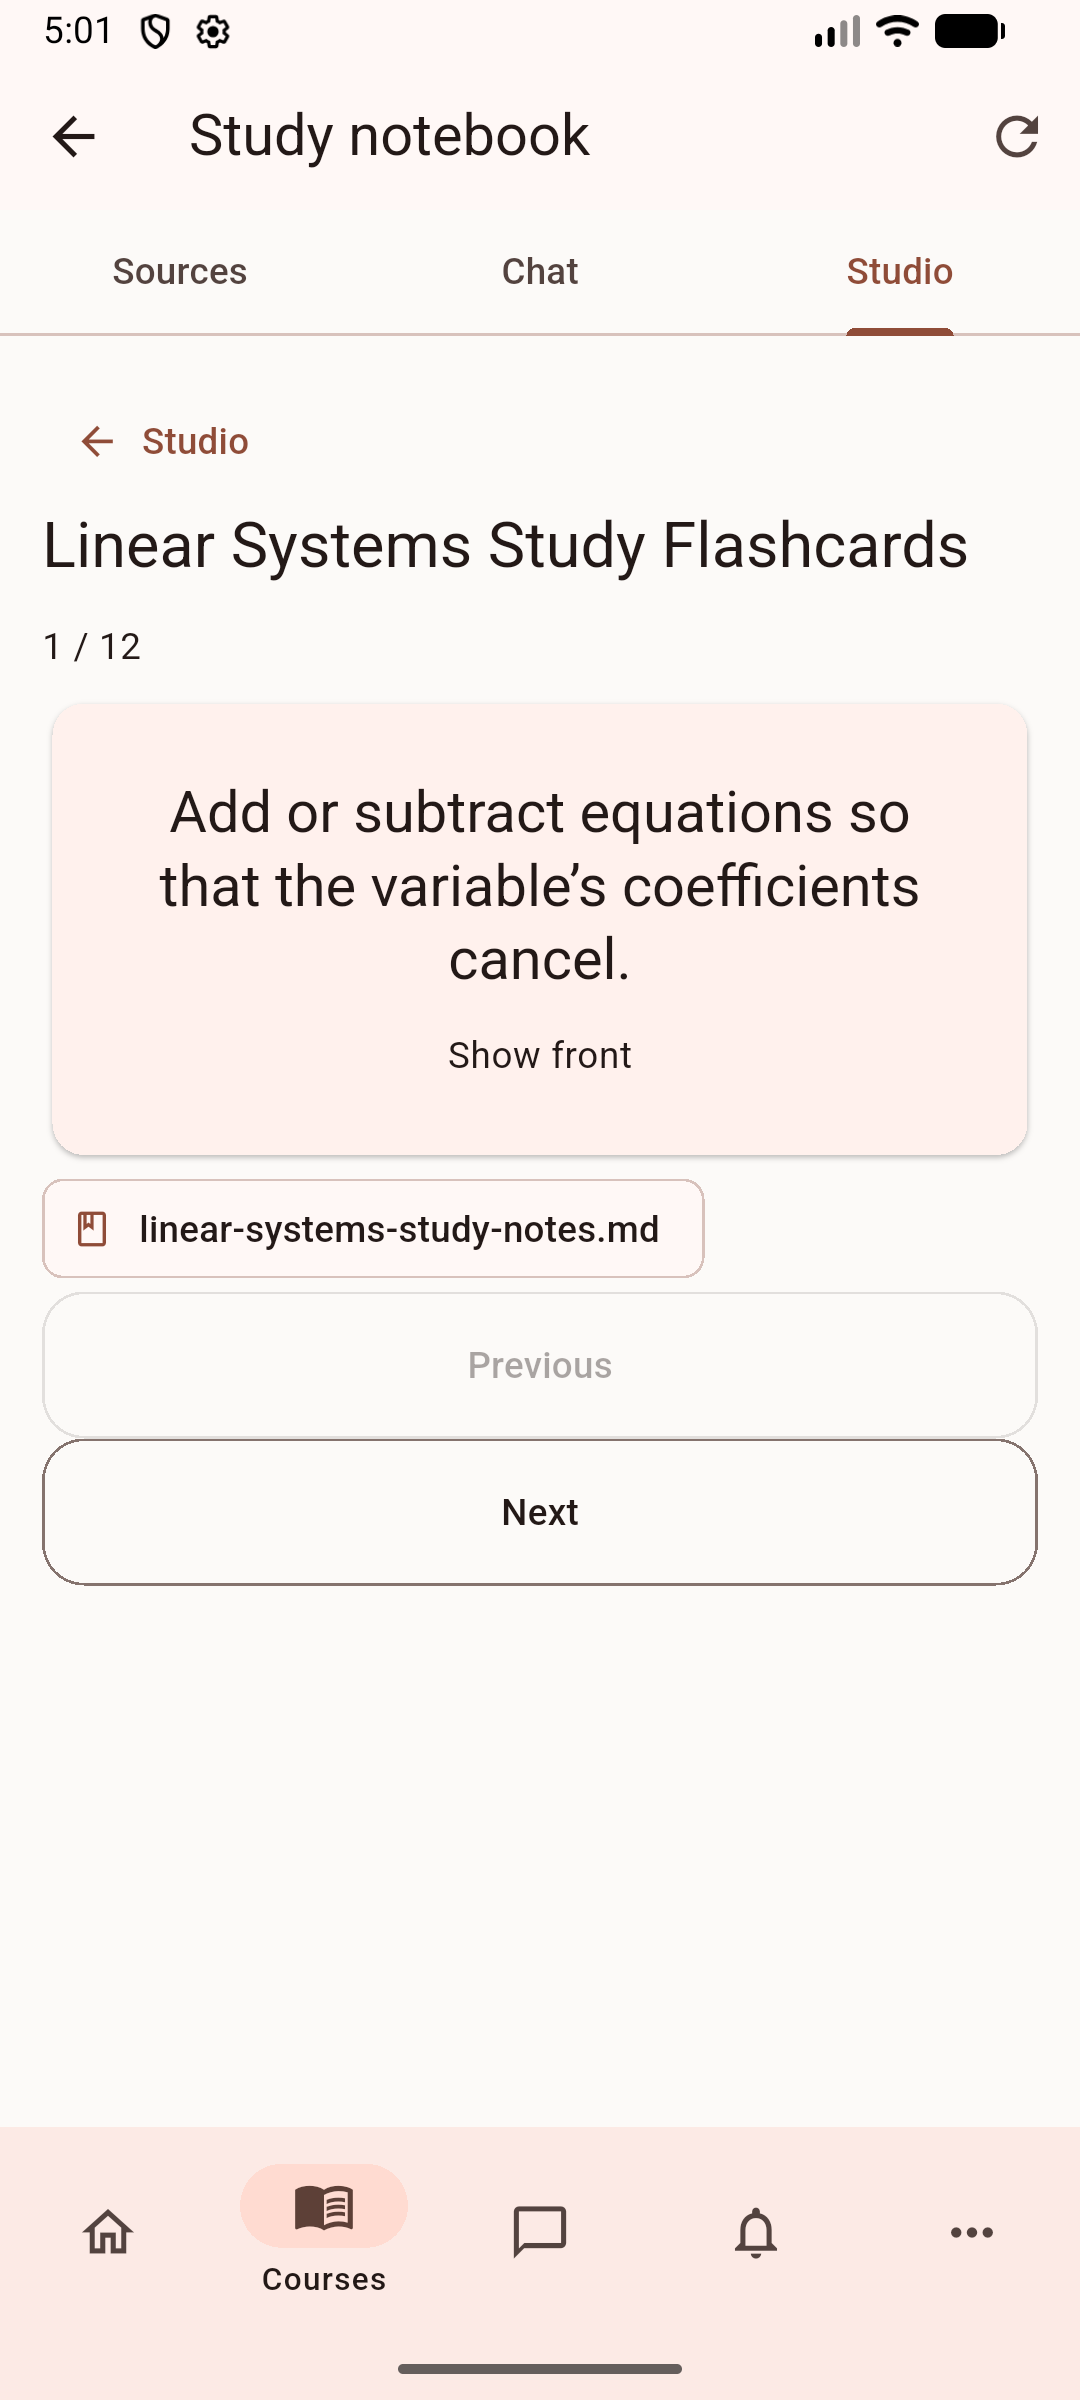 5:01
Study notebook
Sources
Chat
Studio
Studio
Linear Systems Study Flashcards
1 / 12
Add or subtract equations so
that the variable’s coefficients
cancel.
Show front
linear-systems-study-notes.md
Previous
Next
Courses